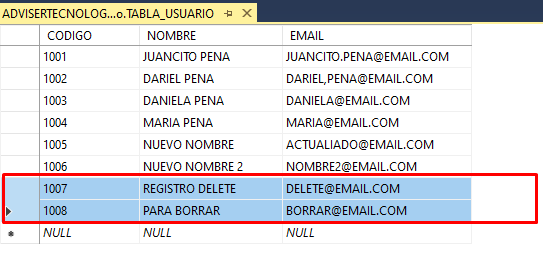 ADVISERTECNOLOG...o.TABLA_USUARIO
CODIGO NOMBRE EMAIL
1001 JUANCITO PENA JUANCITO.PENA@EMAIL.COM
1002 DARIEL PENA DARIEL,PENA@EMAIL.COM
1003 DANIELA PENA DANIELA@EMAIL.COM
1004 MARIA PENA MARIA@EMAIL.COM
1005 NUEVO NOMBRE ACTUALIADO@EMAIL.COM
1006 NUEVO NOMBRE 2 NOMBRE2@EMAIL.COM
1007 REGISTRO DELETE DELETE@EMAIL.COM
1008 PARA BORRAR BORRAR@EMAIL.COM
NULL NULL NULL